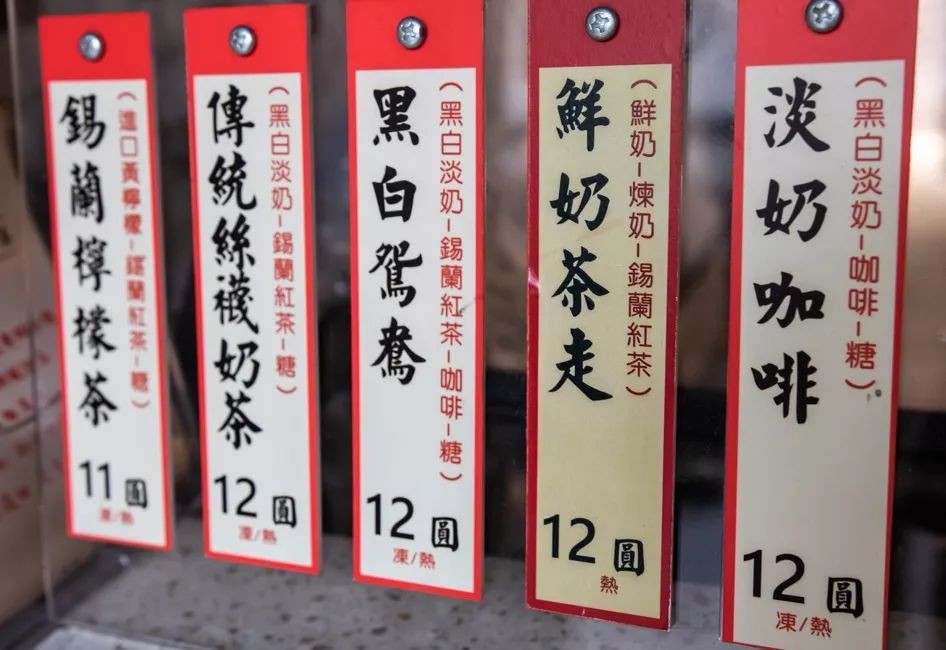 錫蘭檸檬茶
（進口黃檸檬-錫蘭紅茶-糖）
11圓
凍/熱
傳統絲襪奶茶
（黑白淡奶-錫蘭紅茶-糖）
12圓
凍/熱
黑白鴛鴦
（黑白淡奶-錫蘭紅茶-咖啡-糖）
12圓
凍/熱
鮮奶茶走
（鮮奶-煉奶-錫蘭紅茶）
12圓
熱
淡奶咖啡
（黑白淡奶-咖啡-糖）
12圓
凍/熱